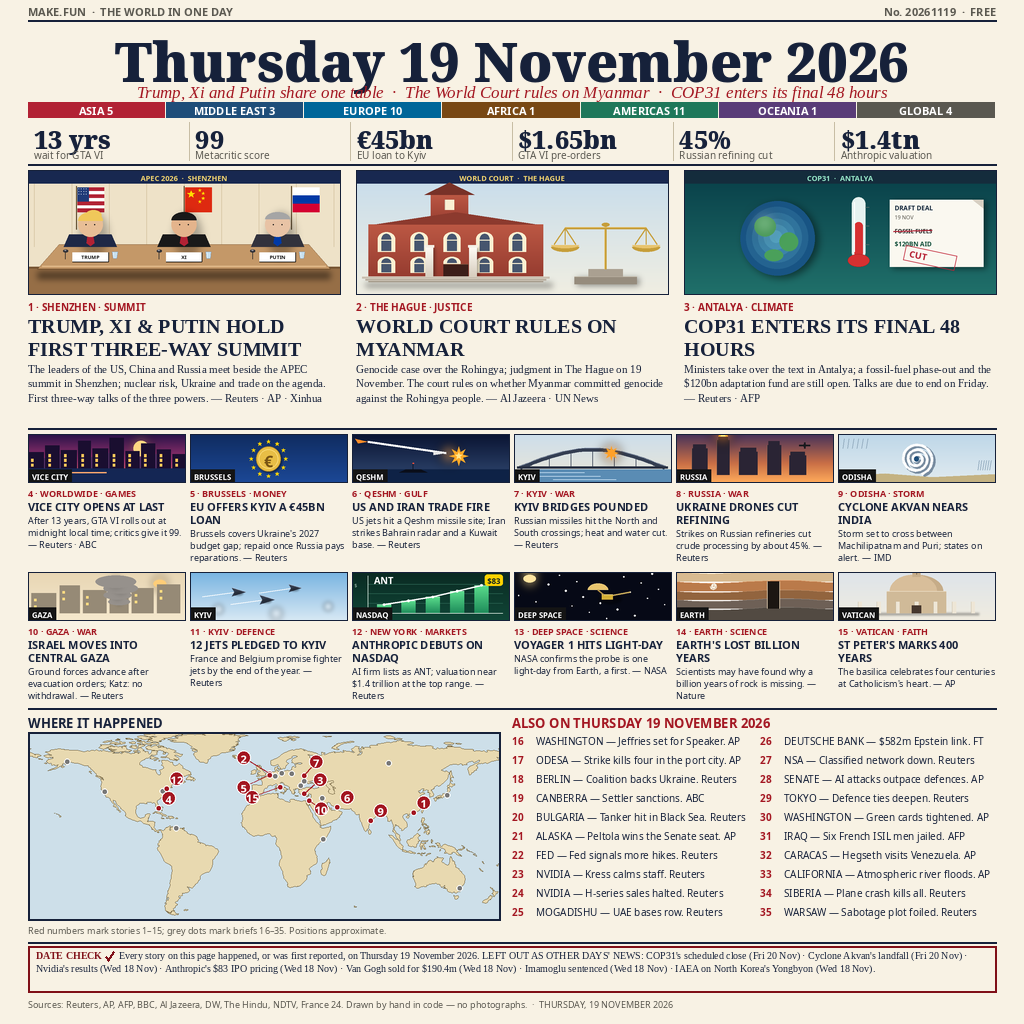 MAKE.FUN · THE WORLD IN ONE DAY
No. 20261119 · FREE
Thursday 19 November 2026
Trump, Xi and Putin share one table · The World Court rules on Myanmar · COP31 enters its final 48 hours
ASIA 5
MIDDLE EAST 3
EUROPE 10
AFRICA 1
AMERICAS 11
OCEANIA 1
GLOBAL 4
13 yrs
wait for GTA VI
99
Metacritic score
€45bn
EU loan to Kyiv
$1.65bn
GTA VI pre-orders
45%
Russian refining cut
$1.4tn
Anthropic valuation
APEC 2026 · SHENZHEN
TRUMP
XI
PUTIN
1 · SHENZHEN · SUMMIT
TRUMP, XI & PUTIN HOLD
FIRST THREE-WAY SUMMIT
The leaders of the US, China and Russia meet beside the APEC
summit in Shenzhen; nuclear risk, Ukraine and trade on the agenda.
First three-way talks of the three powers. — Reuters · AP · Xinhua
WORLD COURT · THE HAGUE
2 · THE HAGUE · JUSTICE
WORLD COURT RULES ON
MYANMAR
Genocide case over the Rohingya; judgment in The Hague on 19
November. The court rules on whether Myanmar committed genocide
against the Rohingya people. — Al Jazeera · UN News
COP31 · ANTALYA
DRAFT DEAL
19 NOV
FOSSIL FUELS
$120BN AID
CUT
3 · ANTALYA · CLIMATE
COP31 ENTERS ITS FINAL 48
HOURS
Ministers take over the text in Antalya; a fossil-fuel phase-out and the
$120bn adaptation fund are still open. Talks are due to end on Friday.
— Reuters · AFP
VICE CITY
4 · WORLDWIDE · GAMES
VICE CITY OPENS AT LAST
After 13 years, GTA VI rolls out at
midnight local time; critics give it 99.
— Reuters · ABC
BRUSSELS
€
5 · BRUSSELS · MONEY
EU OFFERS KYIV A €45BN
LOAN
Brussels covers Ukraine's 2027
budget gap; repaid once Russia pays
reparations. — Reuters
QESHM
6 · QESHM · GULF
US AND IRAN TRADE FIRE
US jets hit a Qeshm missile site; Iran
strikes Bahrain radar and a Kuwait
base. — Reuters
KYIV
7 · KYIV · WAR
KYIV BRIDGES POUNDED
Russian missiles hit the North and
South crossings; heat and water cut.
— Reuters
RUSSIA
8 · RUSSIA · WAR
UKRAINE DRONES CUT
REFINING
Strikes on Russian refineries cut
crude processing by about 45%. —
Reuters
ODISHA
9 · ODISHA · STORM
CYCLONE AKVAN NEARS
INDIA
Storm set to cross between
Machilipatnam and Puri; states on
alert. — IMD
GAZA
10 · GAZA · WAR
ISRAEL MOVES INTO
CENTRAL GAZA
Ground forces advance after
evacuation orders; Katz: no
withdrawal. — Reuters
KYIV
11 · KYIV · DEFENCE
12 JETS PLEDGED TO KYIV
France and Belgium promise fighter
jets by the end of the year. —
Reuters
ANT
$83
NASDAQ
12 · NEW YORK · MARKETS
ANTHROPIC DEBUTS ON
NASDAQ
AI firm lists as ANT; valuation near
$1.4 trillion at the top range. —
Reuters
DEEP SPACE
13 · DEEP SPACE · SCIENCE
VOYAGER 1 HITS LIGHT-DAY
NASA confirms the probe is one
light-day from Earth, a first. — NASA
EARTH
14 · EARTH · SCIENCE
EARTH'S LOST BILLION
YEARS
Scientists may have found why a
billion years of rock is missing. —
Nature
VATICAN
15 · VATICAN · FAITH
ST PETER'S MARKS 400
YEARS
The basilica celebrates four centuries
at Catholicism's heart. — AP
WHERE IT HAPPENED
2
7
12
5
15
3
4
10
6
9
1
Red numbers mark stories 1–15; grey dots mark briefs 16–35. Positions approximate.
ALSO ON THURSDAY 19 NOVEMBER 2026
16 WASHINGTON — Jeffries set for Speaker. AP
17 ODESA — Strike kills four in the port city. AP
18 BERLIN — Coalition backs Ukraine. Reuters
19 CANBERRA — Settler sanctions. ABC
20 BULGARIA — Tanker hit in Black Sea. Reuters
21 ALASKA — Peltola wins the Senate seat. AP
22 FED — Fed signals more hikes. Reuters
23 NVIDIA — Kress calms staff. Reuters
24 NVIDIA — H-series sales halted. Reuters
25 MOGADISHU — UAE bases row. Reuters
26 DEUTSCHE BANK — $582m Epstein link. FT
27 NSA — Classified network down. Reuters
28 SENATE — AI attacks outpace defences. AP
29 TOKYO — Defence ties deepen. Reuters
30 WASHINGTON — Green cards tightened. AP
31 IRAQ — Six French ISIL men jailed. AFP
32 CARACAS — Hegseth visits Venezuela. AP
33 CALIFORNIA — Atmospheric river floods. AP
34 SIBERIA — Plane crash kills all. Reuters
35 WARSAW — Sabotage plot foiled. Reuters
DATE CHECK ✓ Every story on this page happened, or was first reported, on Thursday 19 November 2026. LEFT OUT AS OTHER DAYS' NEWS: COP31's scheduled close (Fri 20 Nov) · Cyclone Akvan's landfall (Fri 20 Nov) ·
Nvidia's results (Wed 18 Nov) · Anthropic's $83 IPO pricing (Wed 18 Nov) · Van Gogh sold for $190.4m (Wed 18 Nov) · Imamoglu sentenced (Wed 18 Nov) · IAEA on North Korea's Yongbyon (Wed 18 Nov).
Sources: Reuters, AP, AFP, BBC, Al Jazeera, DW, The Hindu, NDTV, France 24. Drawn by hand in code — no photographs. · THURSDAY, 19 NOVEMBER 2026